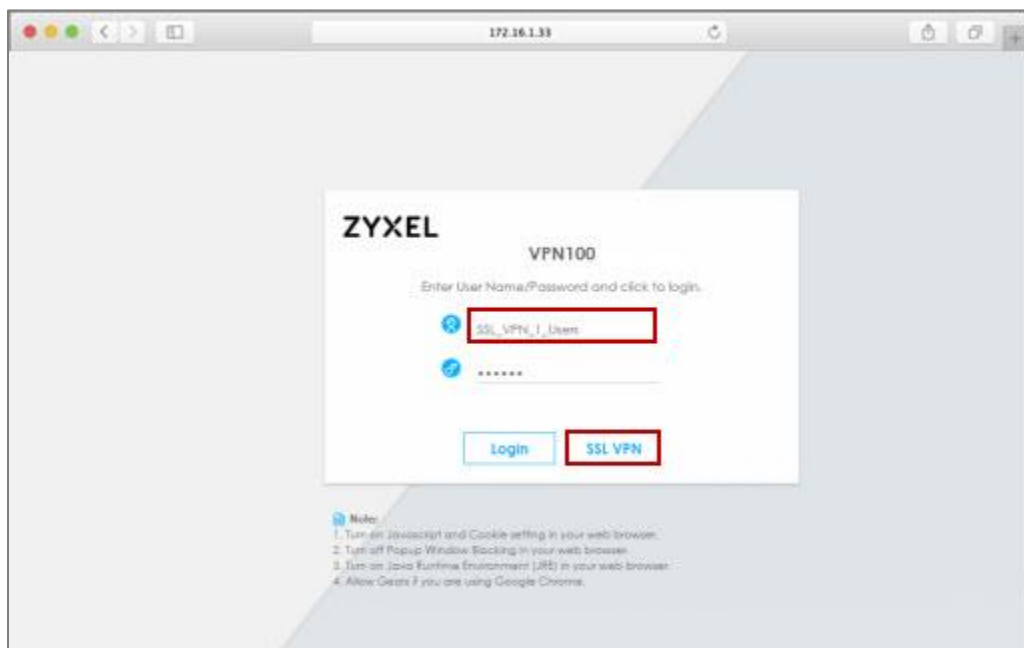 172.16.1.33
ZYXEL
VPN100
Enter User Name/Password and click to login.
SSL_VPN_1_Users
••••••
Login
SSL VPN
Note:
1. Turn on Javascript and Cookie setting in your web browser.
2. Turn off Popup Window Blocking in your web browser.
3. Turn on Java Runtime Environment (JRE) in your web browser.
4. Allow Gears if you are using Google Chrome.